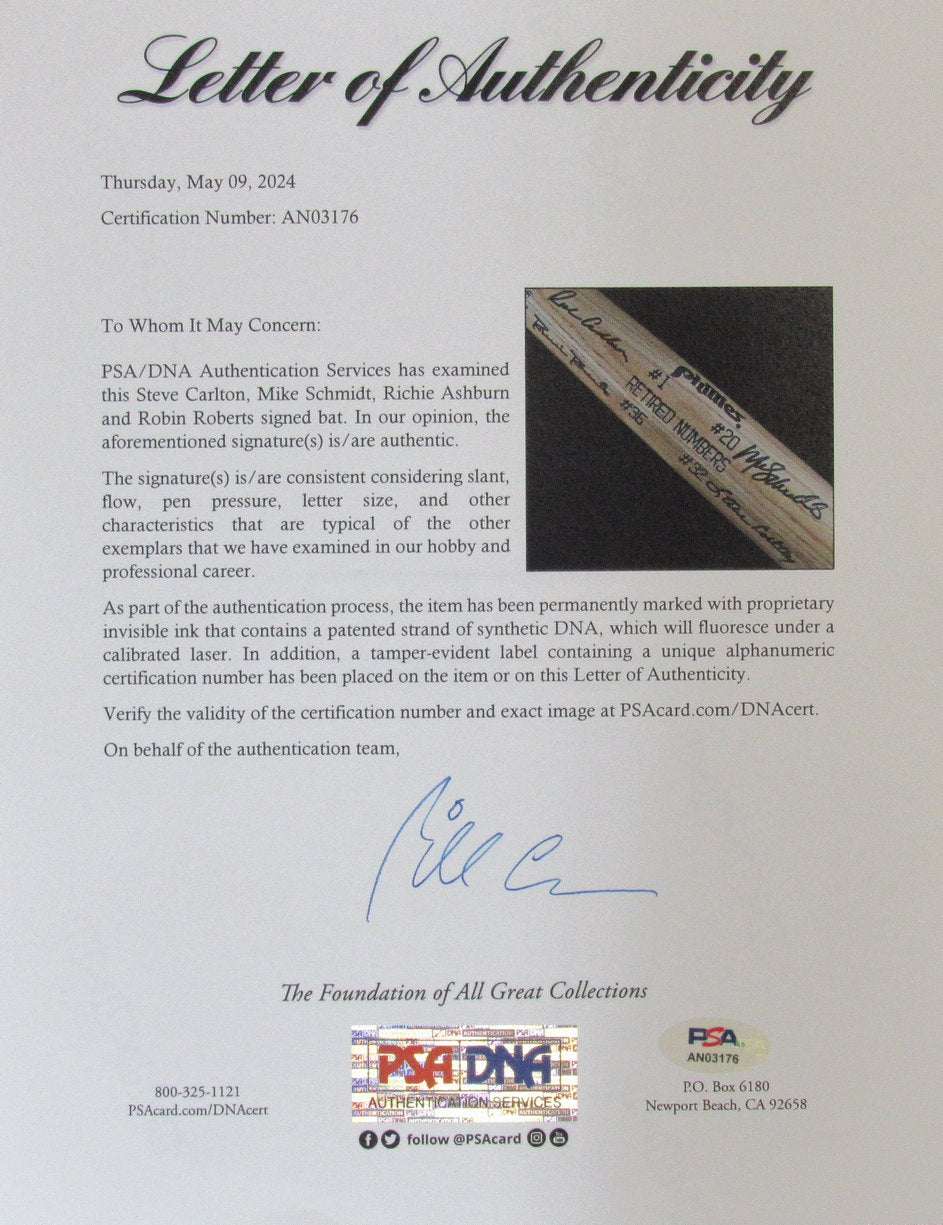 Letter of Authenticity
Thursday, May 09, 2024
Certification Number: AN03176
To Whom It May Concern:
PSA/DNA Authentication Services has examined
this Steve Carlton, Mike Schmidt, Richie Ashburn
and Robin Roberts signed bat. In our opinion, the
aforementioned signature(s) is/are authentic.
The signature(s) is/are consistent considering slant,
flow, pen pressure, letter size, and other
characteristics that are typical of the other
exemplars that we have examined in our hobby and
professional career.
#1 Phillies.
RETIRED NUMBERS
#20 Mike Schmidt
#36
#32 Steve Carlton
As part of the authentication process, the item has been permanently marked with proprietary
invisible ink that contains a patented strand of synthetic DNA, which will fluoresce under a
calibrated laser. In addition, a tamper-evident label containing a unique alphanumeric
certification number has been placed on the item or on this Letter of Authenticity.
Verify the validity of the certification number and exact image at PSAcard.com/DNAcert.
On behalf of the authentication team,
The Foundation of All Great Collections
800-325-1121
PSAcard.com/DNAcert
PSA DNA
AUTHENTICATION SERVICES
follow @PSAcard
PSA
AN03176
P.O. Box 6180
Newport Beach, CA 92658